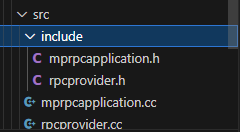 src
include
C mprpcapplication.h
C rpcprovider.h
C+ mprpcapplication.cc
C+ rpcprovider.cc